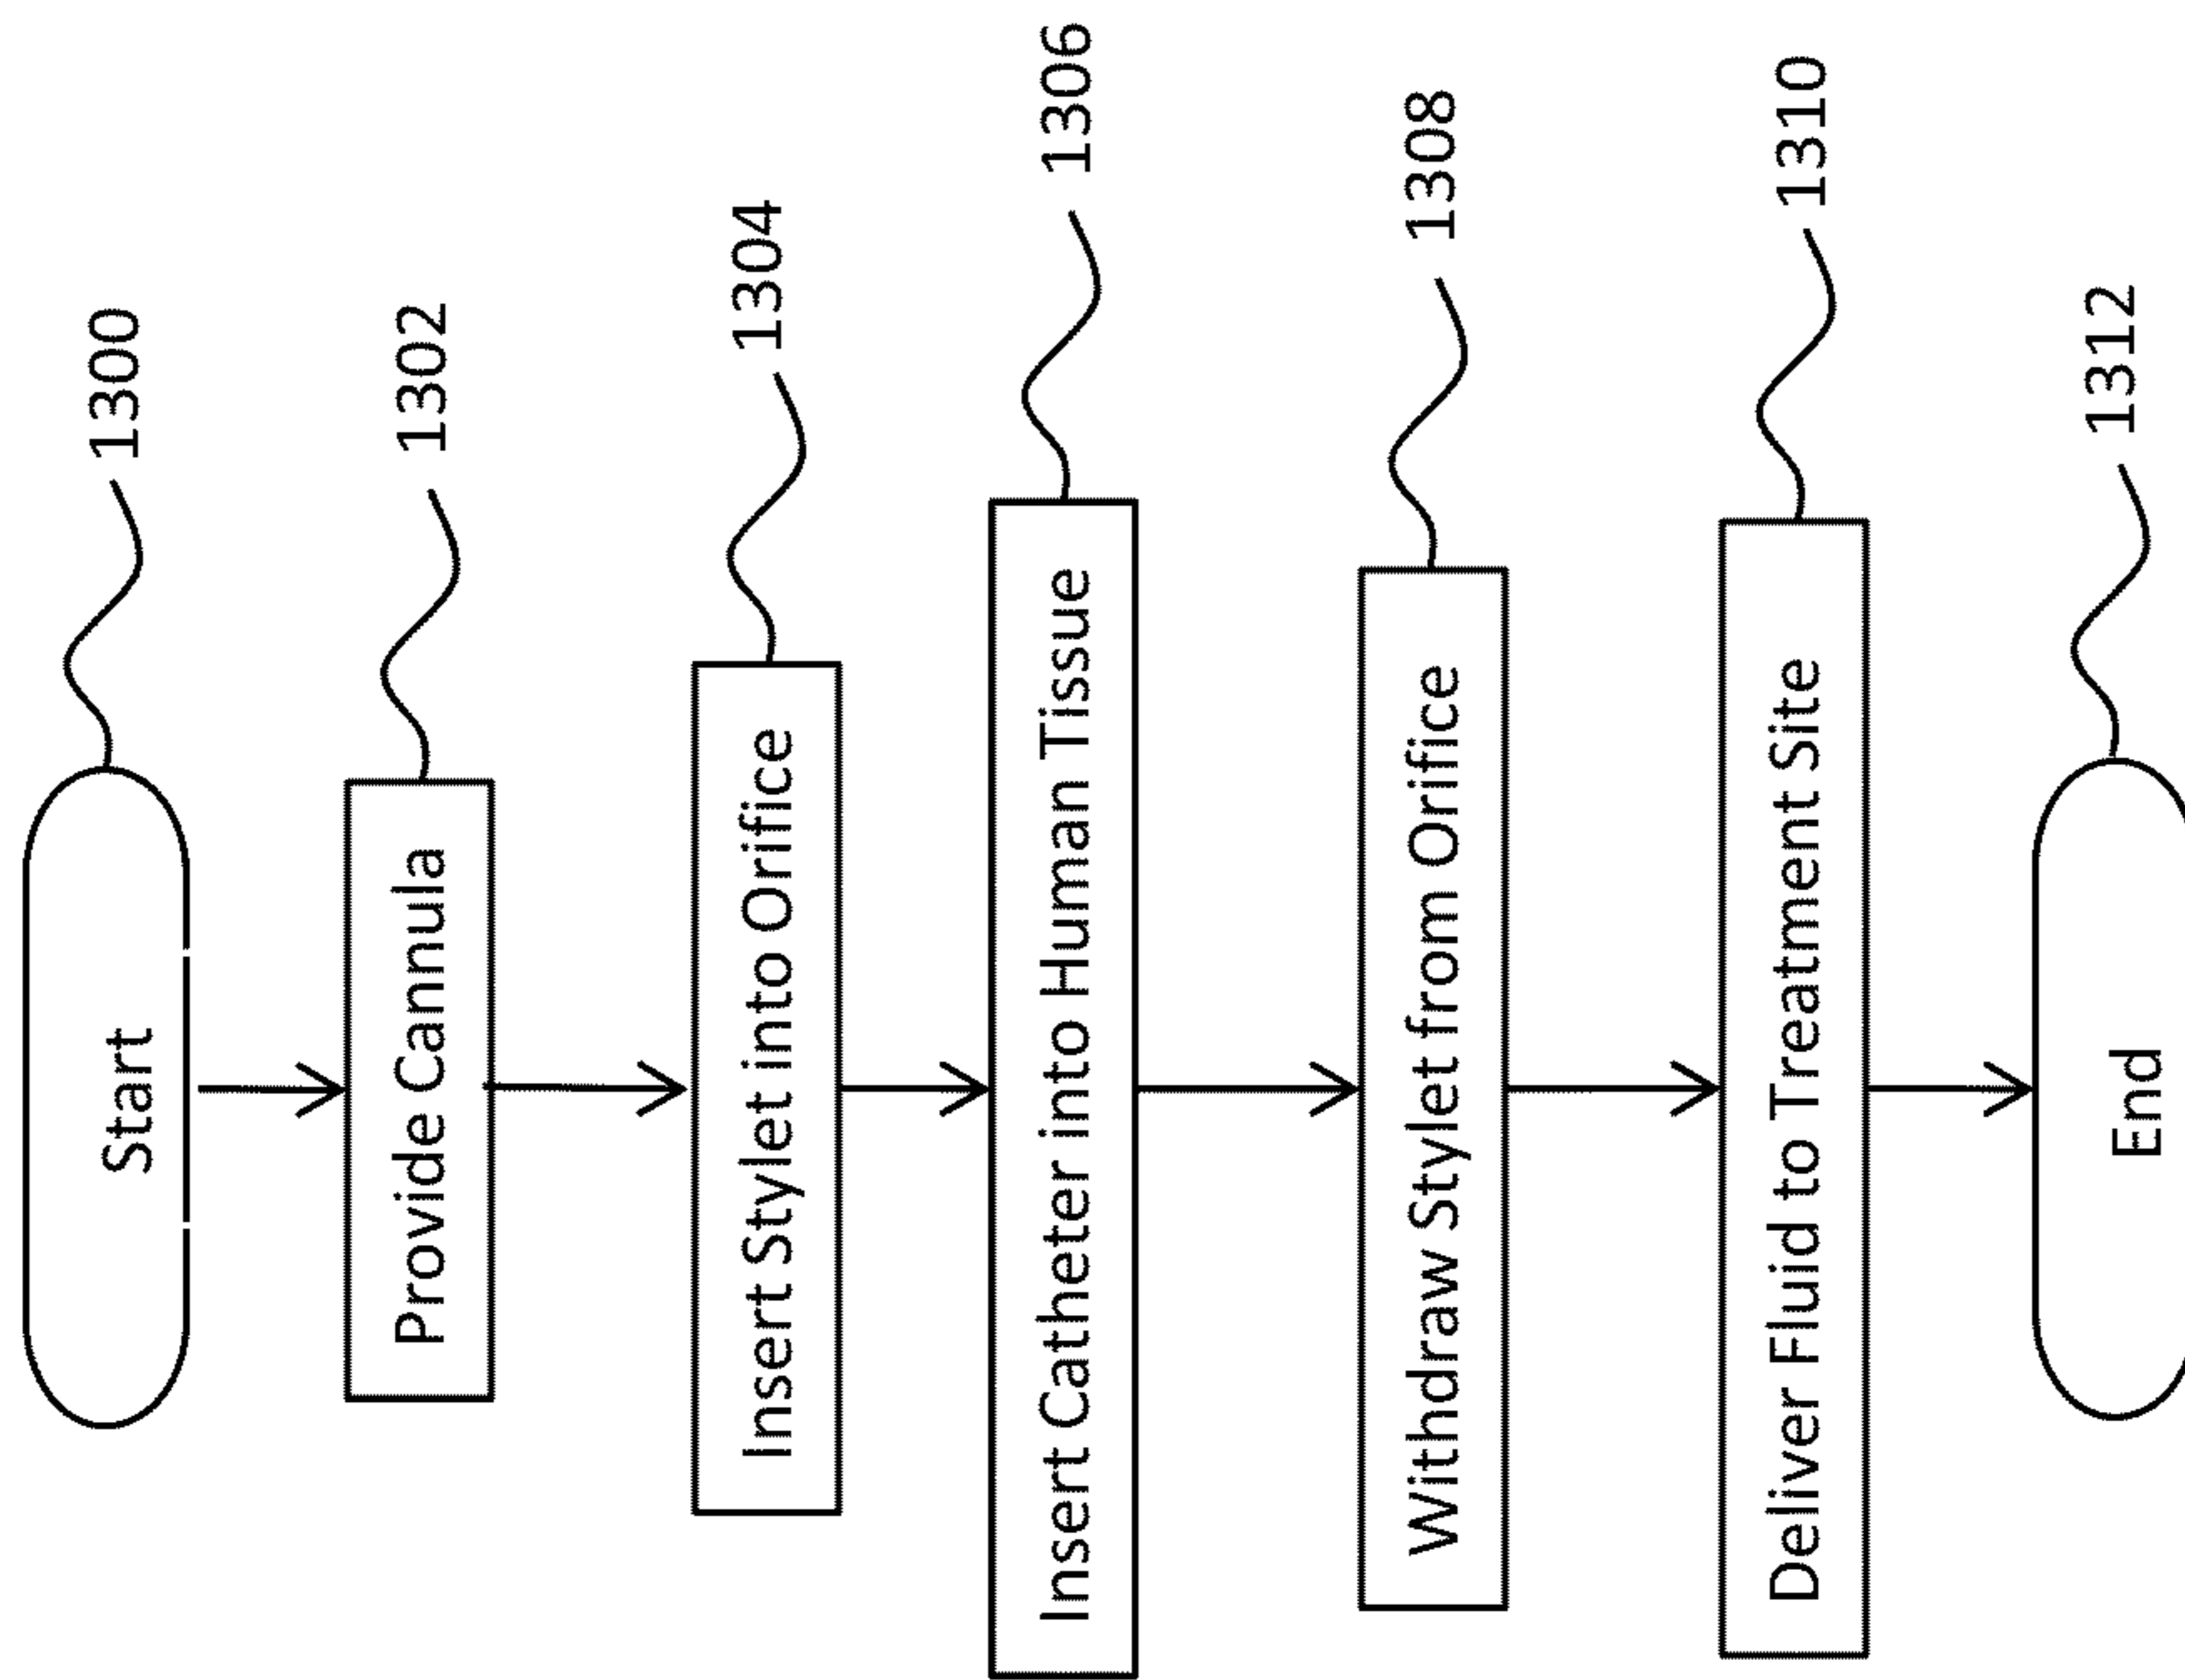 Start
1300
Provide Cannula
1302
Insert Stylet into Orifice
1304
Insert Catheter into Human Tissue
1306
Withdraw Stylet from Orifice
1308
Deliver Fluid to Treatment Site
1310
End
1312